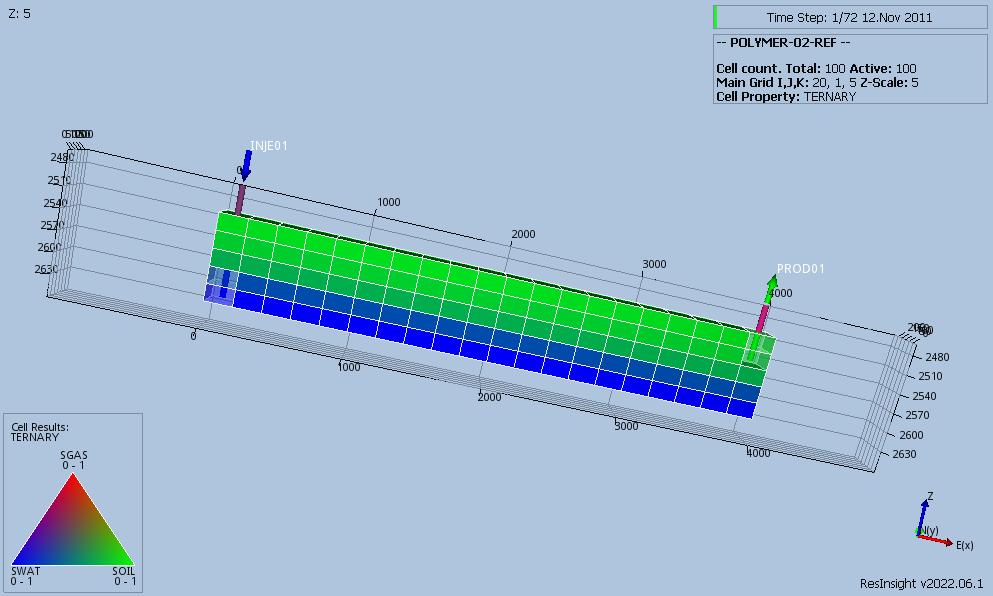 Z: 5
Time Step: 1/72 12.Nov 2011
-- POLYMER-02-REF --
Cell count. Total: 100 Active: 100
Main Grid I,J,K: 20, 1, 5 Z-Scale: 5
Cell Property: TERNARY
INJE01
2480
2510
2540
2570
2600
2630
0
1000
2000
3000
PROD01
4000
2480
2510
2540
2570
2600
2630
0
1000
2000
3000
4000
Cell Results:
TERNARY
SGAS
0 - 1
SWAT
0 - 1
SOIL
0 - 1
Z
N(y)
E(x)
ResInsight v2022.06.1